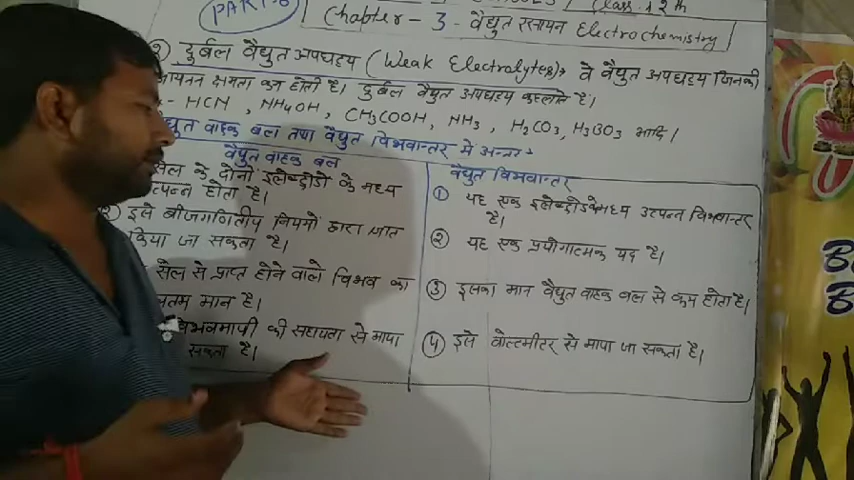 PART-6
Class-12th
Chapter-3-वैद्युत रसायन Electrochemistry
② दुर्बल वैद्युत अपघट्य (Weak Electrolytes)→ वे वैद्युत अपघट्य जिनकी
आयनन क्षमता कम होती है। दुर्बल वैद्युत अपघट्य कहलाते हैं।
HCN, NH4OH, CH3COOH, NH3, H2CO3, H3BO3 आदि।
वैद्युत वाहक बल तथा वैद्युत विभवान्तर में अन्तर-
वैद्युत वाहक बल
सेल के दोनों इलेक्ट्रोडों के मध्य
उत्पन्न होता है।
इसे बीजगणितीय नियमों द्वारा ज्ञात
किया जा सकता है।
सेल से प्राप्त होने वाले विभव का
मान है।
विभवमापी की सहायता से मापा
सकता है।
वैद्युत विभवान्तर
① यह एक इलेक्ट्रोड के मध्य उत्पन्न विभवान्तर
है।
② यह एक प्रयोगात्मक पद है।
③ इसका मान वैद्युत वाहक बल से कम होता है।
④ इसे वोल्टमीटर से मापा जा सकता है।